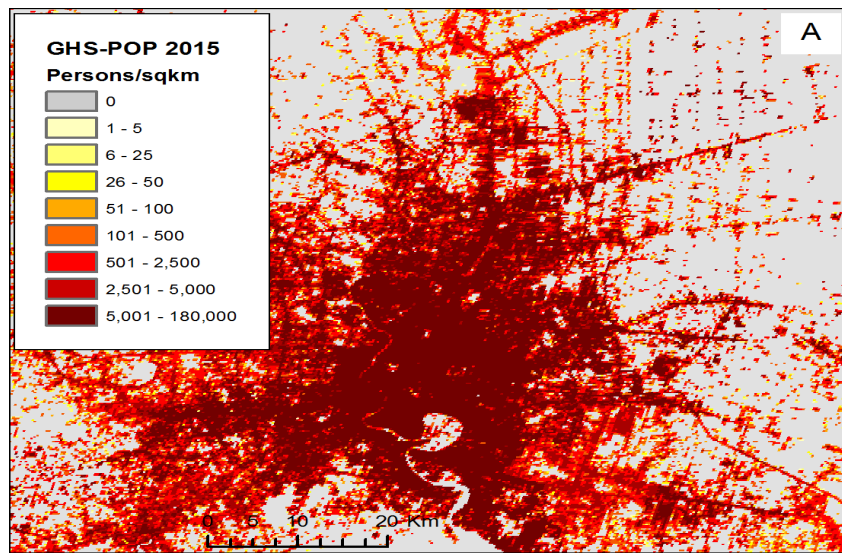 A
GHS-POP 2015
Persons/sqkm
0
1 - 5
6 - 25
26 - 50
51 - 100
101 - 500
501 - 2,500
2,501 - 5,000
5,001 - 180,000
0 5 10 20 Km